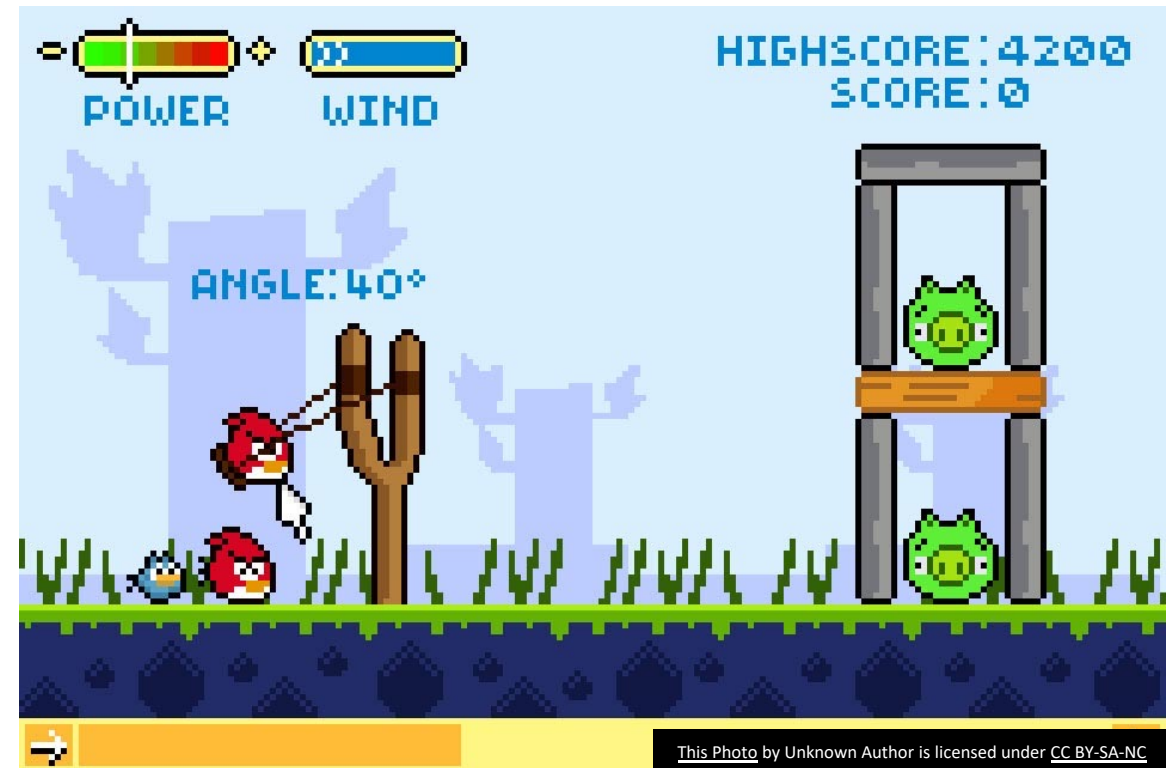 POWER
WIND
HIGHSCORE:4200
SCORE:0
ANGLE:40°
This Photo by Unknown Author is licensed under CC BY-SA-NC